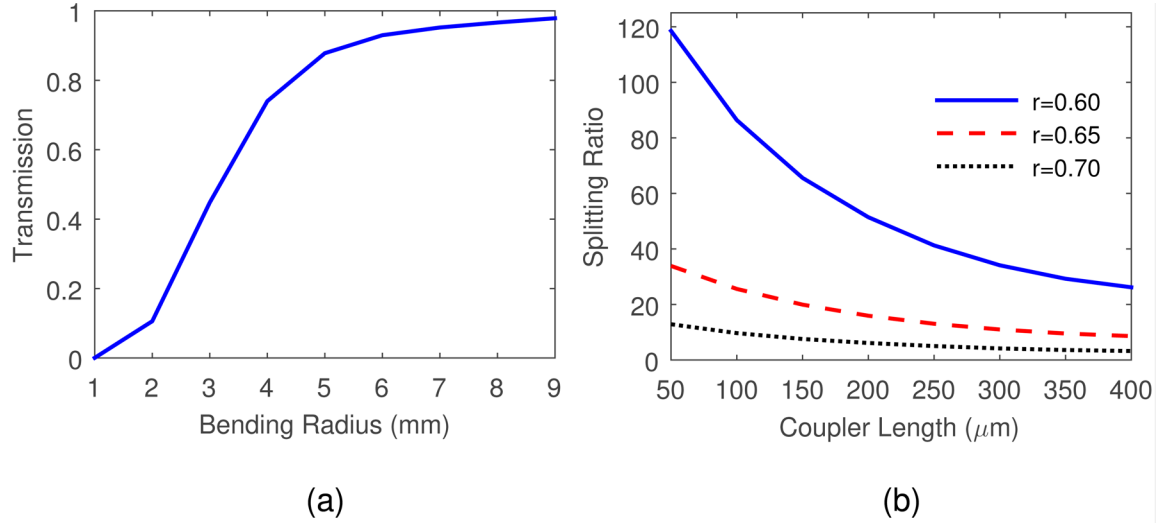 1
0.8
0.6
0.4
0.2
0
Transmission
1 2 3 4 5 6 7 8 9
Bending Radius (mm)
(a)
120
100
80
60
40
20
0
Splitting Ratio
r=0.60
r=0.65
r=0.70
50 100 150 200 250 300 350 400
Coupler Length (μm)
(b)